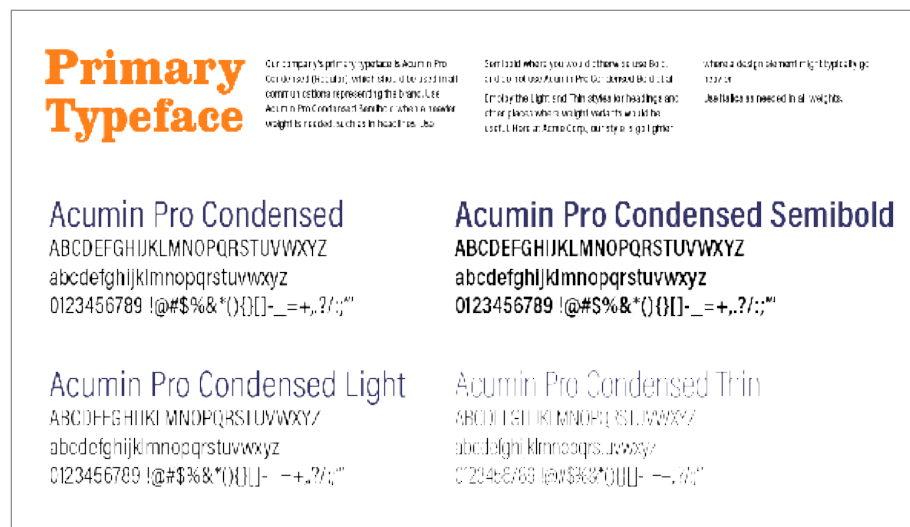 Primary
Typeface
Our company's primary typeface is Acumin Pro
Condensed (Regular), which should be used in all
communications representing the brand. Use
Acumin Pro Condensed Semibold when a heavier
weight is needed, such as in headlines. Use
Semibold where you would otherwise use Bold,
and do not use Acumin Pro Condensed Bold at all.
Employ the Light and Thin styles for headings and
other places where weight variants would be
useful. Here at Acme Corp., our style is go lighter
where a design element might typically go
heavier.
Use Italics as needed in all weights.
Acumin Pro Condensed
ABCDEFGHIJKLMNOPQRSTUVWXYZ
abcdefghijklmnopqrstuvwxyz
0123456789 !@#$%&*(){}[]-_=+,.?/:;“”
Acumin Pro Condensed Semibold
ABCDEFGHIJKLMNOPQRSTUVWXYZ
abcdefghijklmnopqrstuvwxyz
0123456789 !@#$%&*(){}[]-_=+,.?/:;“”
Acumin Pro Condensed Light
ABCDEFGHIJKLMNOPQRSTUVWXYZ
abcdefghijklmnopqrstuvwxyz
0123456789 !@#$%&*(){}[]-_=+,.?/:;“”
Acumin Pro Condensed Thin
ABCDEFGHIJKLMNOPQRSTUVWXYZ
abcdefghijklmnopqrstuvwxyz
0123456789 !@#$%&*(){}[]-_=+,.?/:;“”